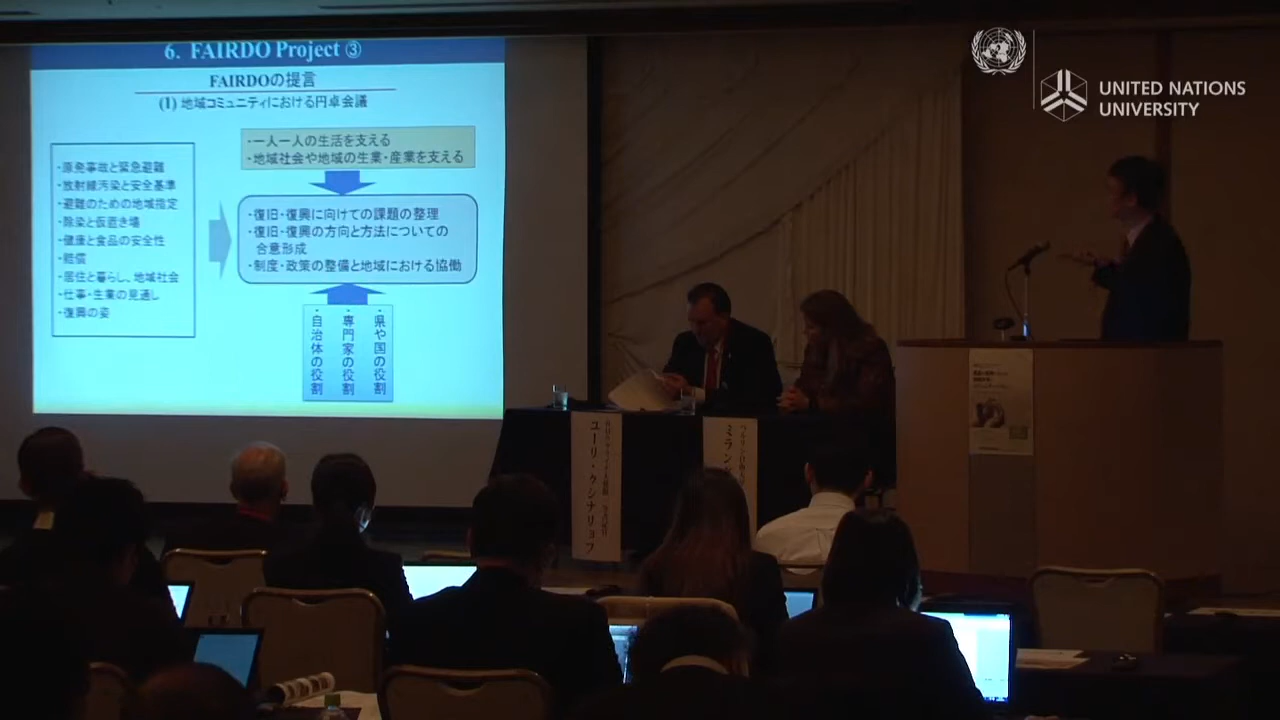 6. FAIRDO Project ③
FAIRDOの提言
(1) 地域コミュニティにおける円卓会議
・原発事故と緊急避難
・放射線汚染と安全基準
・避難のための地域指定
・除染と仮置き場
・健康と食品の安全性
・賠償
・居住と暮らし、地域社会
・仕事・生業の見通し
・復興の姿
・一人一人の生活を支える
・地域社会や地域の生業・産業を支える
・復旧・復興に向けての課題の整理
・復旧・復興の方向と方法についての
合意形成
・制度・政策の整備と地域における協働
・県や国の役割
・専門家の役割
・自治体の役割
UNITED NATIONS
UNIVERSITY
ユーリ・クシナリョフ
ミランダ